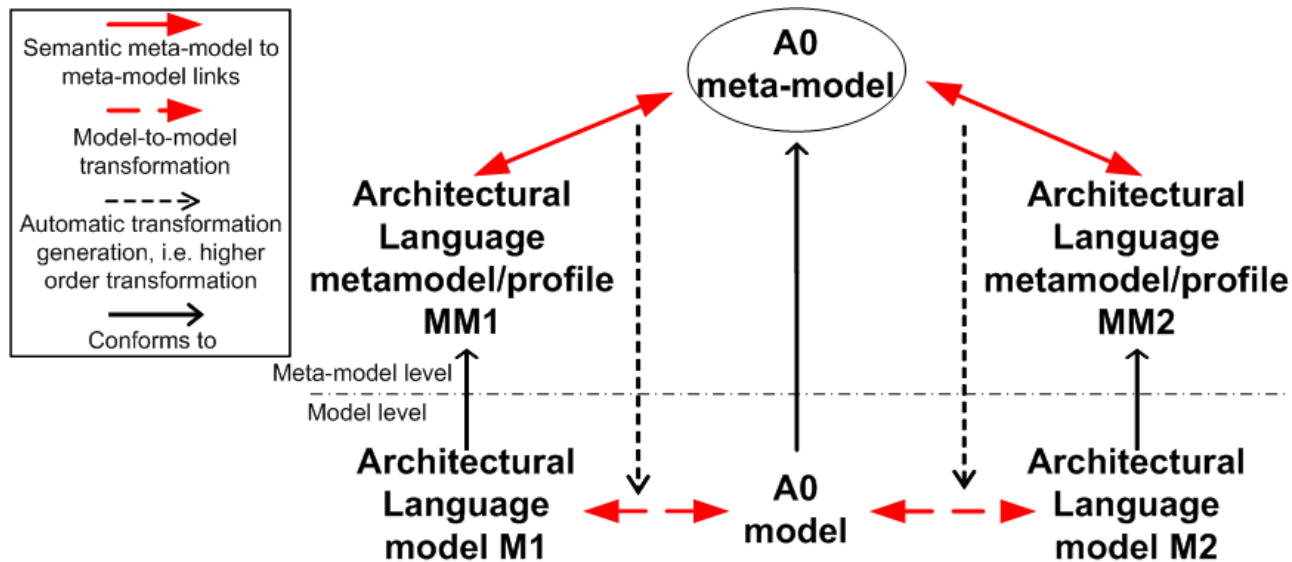 Semantic meta-model to
meta-model links
Model-to-model
transformation
Automatic transformation
generation, i.e. higher
order transformation
Conforms to
A0
meta-model
Architectural
Language
metamodel/profile
MM1
Architectural
Language
metamodel/profile
MM2
Meta-model level
Model level
Architectural
Language
model M1
A0
model
Architectural
Language
model M2